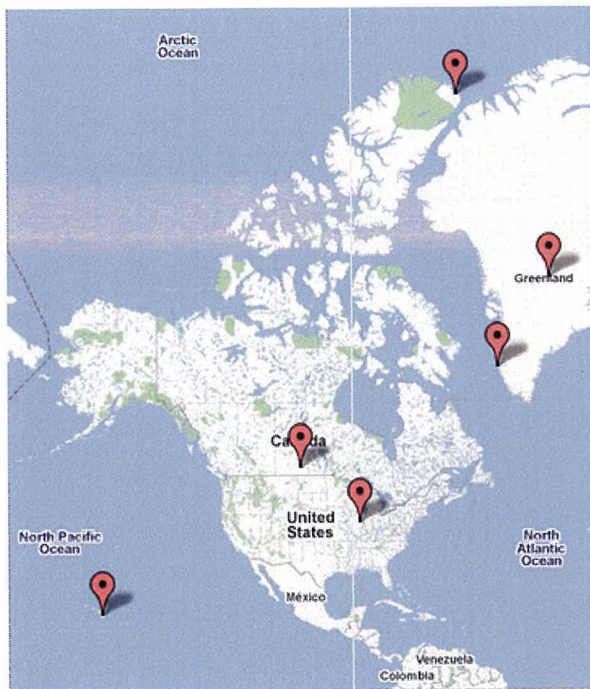 Arctic
Ocean
Greenland
Canada
United
States
North Pacific
Ocean
North
Atlantic
Ocean
México
Venezuela
Colombia